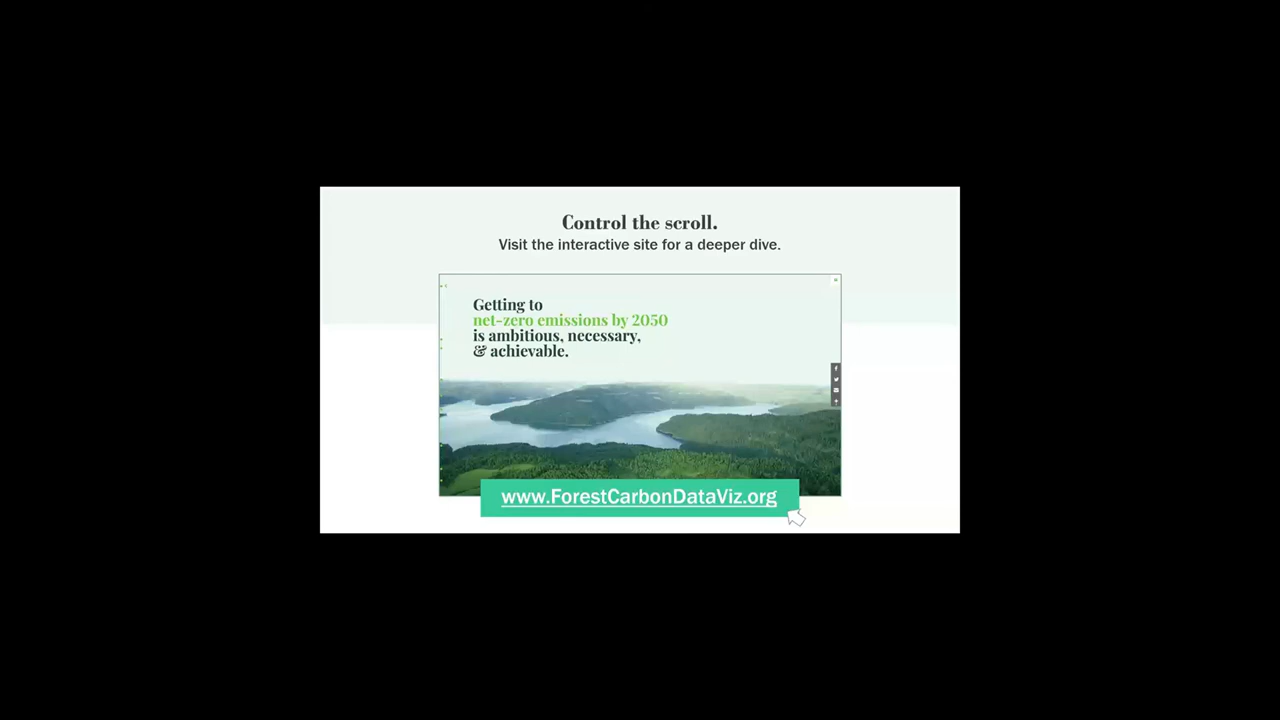 Control the scroll.
Visit the interactive site for a deeper dive.
Getting to
net-zero emissions by 2050
is ambitious, necessary,
& achievable.
www.ForestCarbonDataViz.org